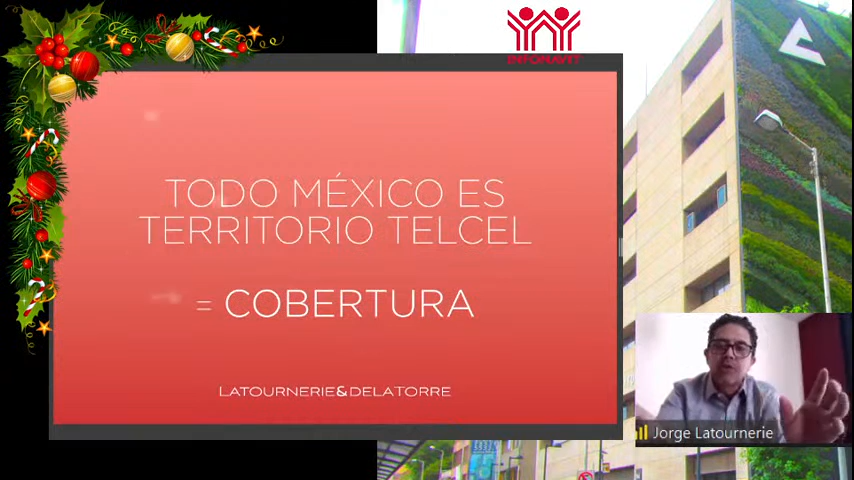 INFONAVIT
TODO MÉXICO ES
TERRITORIO TELCEL
= COBERTURA
LATOURNERIE&DELATORRE
Jorge Latournerie